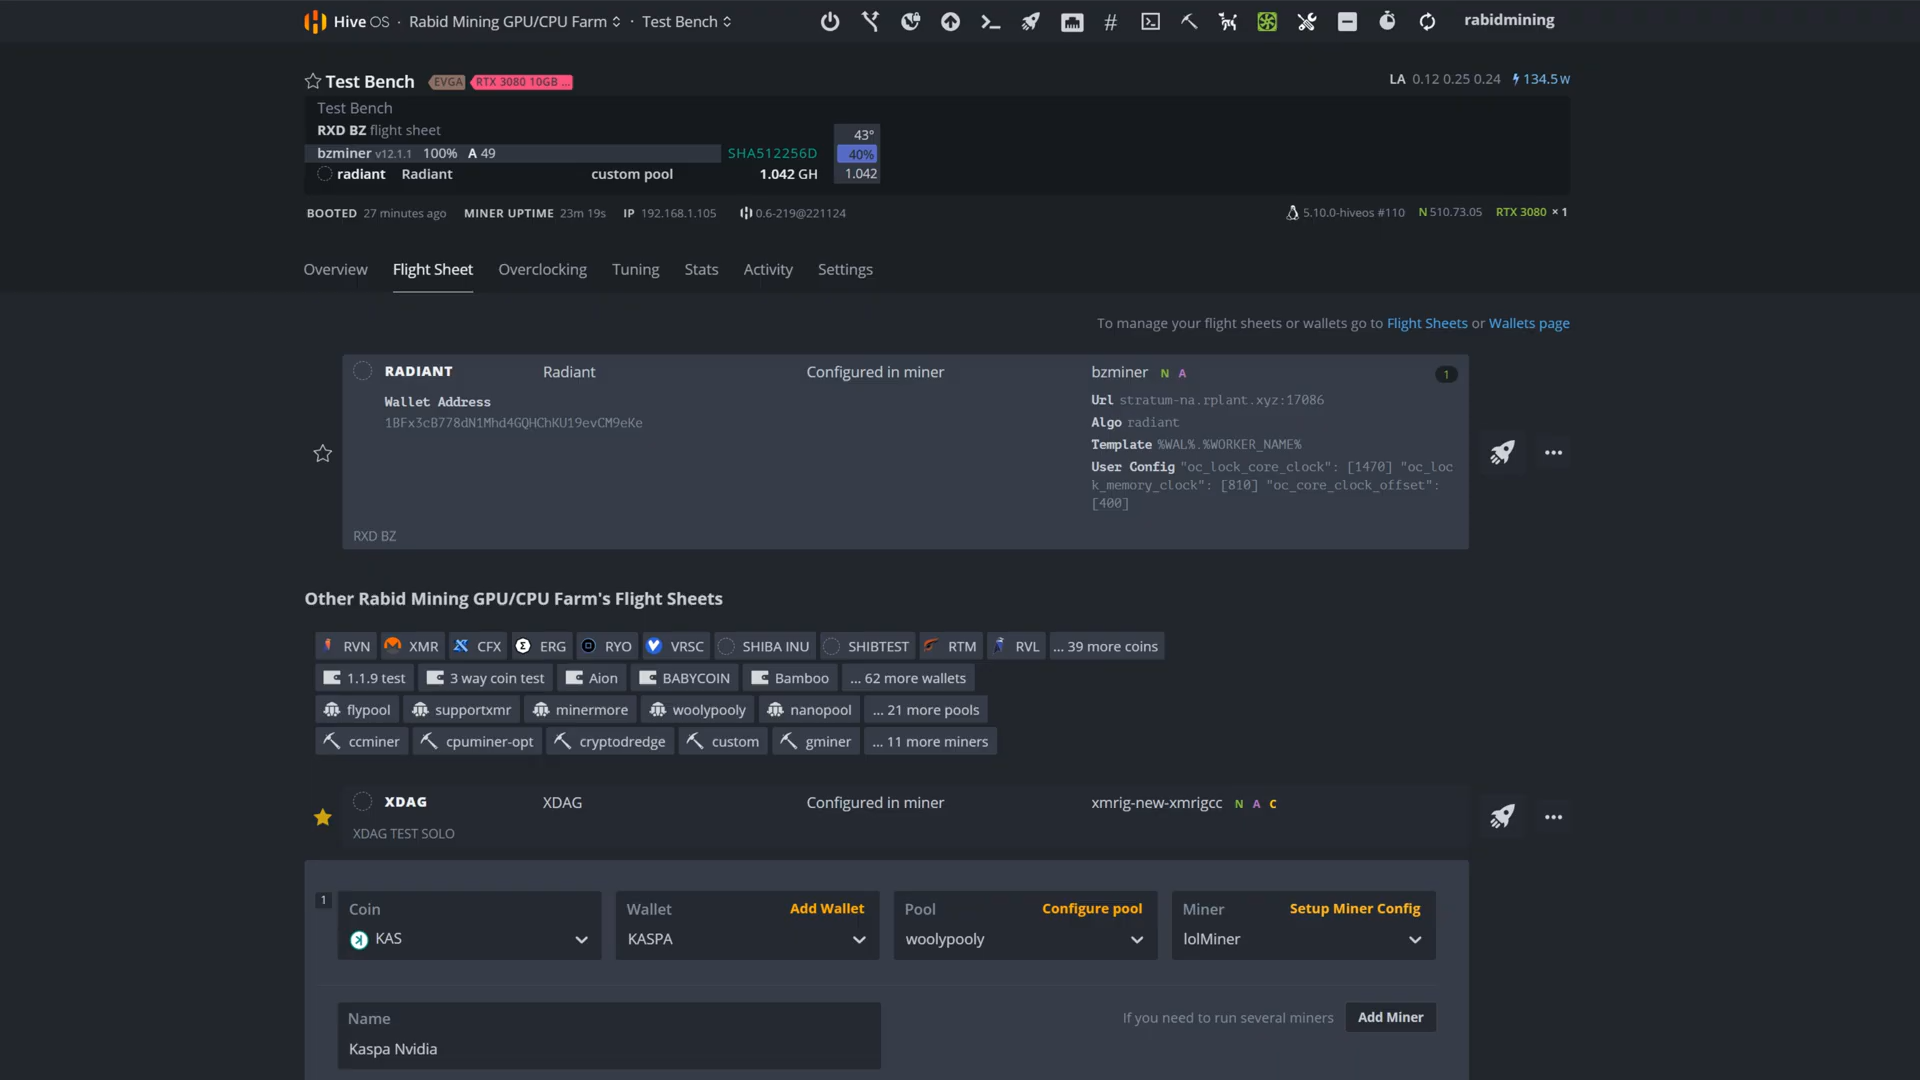 Hive OS · Rabid Mining GPU/CPU Farm · Test Bench
rabidmining
Test Bench EVGA RTX 3080 10GB ...
LA 0.12 0.25 0.24 134.5 W
Test Bench
RXD BZ flight sheet
43°
bzminer v12.1.1 100% A 49 SHA512256D 40%
radiant Radiant custom pool 1.042 GH 1.042
BOOTED 27 minutes ago MINER UPTIME 23m 19s IP 192.168.1.105 0.6-219@221124
5.10.0-hiveos #110 N 510.73.05 RTX 3080 × 1
Overview Flight Sheet Overclocking Tuning Stats Activity Settings
To manage your flight sheets or wallets go to Flight Sheets or Wallets page
RADIANT Radiant Configured in miner bzminer N A 1
Wallet Address
1BFx3cB778dN1Mhd4GQHChKU19evCM9eKe
Url stratum-na.rplant.xyz:17086
Algo radiant
Template %WAL%.%WORKER_NAME%
User Config "oc_lock_core_clock": [1470] "oc_loc
k_memory_clock": [810] "oc_core_clock_offset":
[400]
RXD BZ
Other Rabid Mining GPU/CPU Farm's Flight Sheets
RVN XMR CFX ERG RYO VRSC SHIBA INU SHIBTEST RTM RVL ... 39 more coins
1.1.9 test 3 way coin test Aion BABYCOIN Bamboo ... 62 more wallets
flypool supportxmr minermore woolypooly nanopool ... 21 more pools
ccminer cpuminer-opt cryptodredge custom gminer ... 11 more miners
XDAG XDAG Configured in miner xmrig-new-xmrigcc N A C
XDAG TEST SOLO
1
Coin Wallet Add Wallet Pool Configure pool Miner Setup Miner Config
KAS KASPA woolypooly lolMiner
Name
If you need to run several miners Add Miner
Kaspa Nvidia